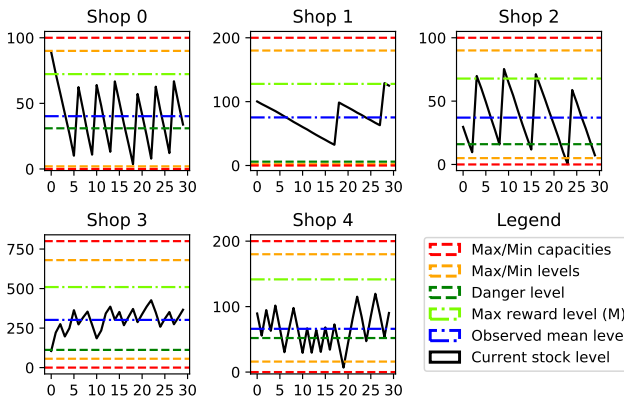 Shop 0
Shop 1
Shop 2
100
75
50
25
0
0 5 10 15 20 25 30
200
100
0
0 5 10 15 20 25 30
100
75
50
25
0
0 5 10 15 20 25 30
Shop 3
Shop 4
Legend
750
500
250
0
0 5 10 15 20 25 30
200
100
0
0 5 10 15 20 25 30
Max/Min capacities
Max/Min levels
Danger level
Max reward level (M)
Observed mean level
Current stock level